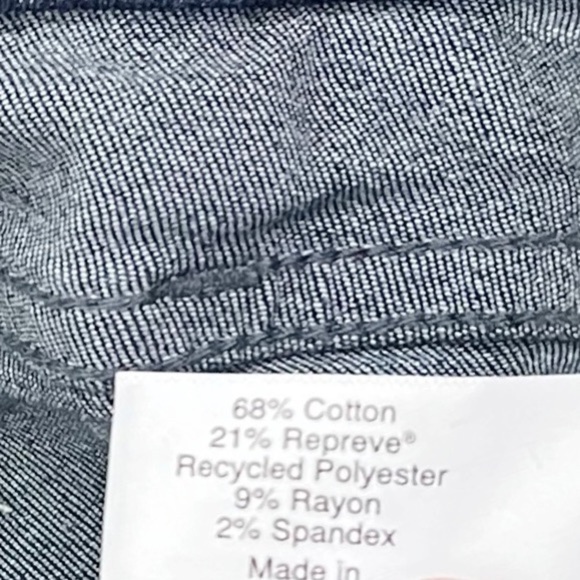 68% Cotton
21% Repreve®
Recycled Polyester
9% Rayon
2% Spandex
Made in